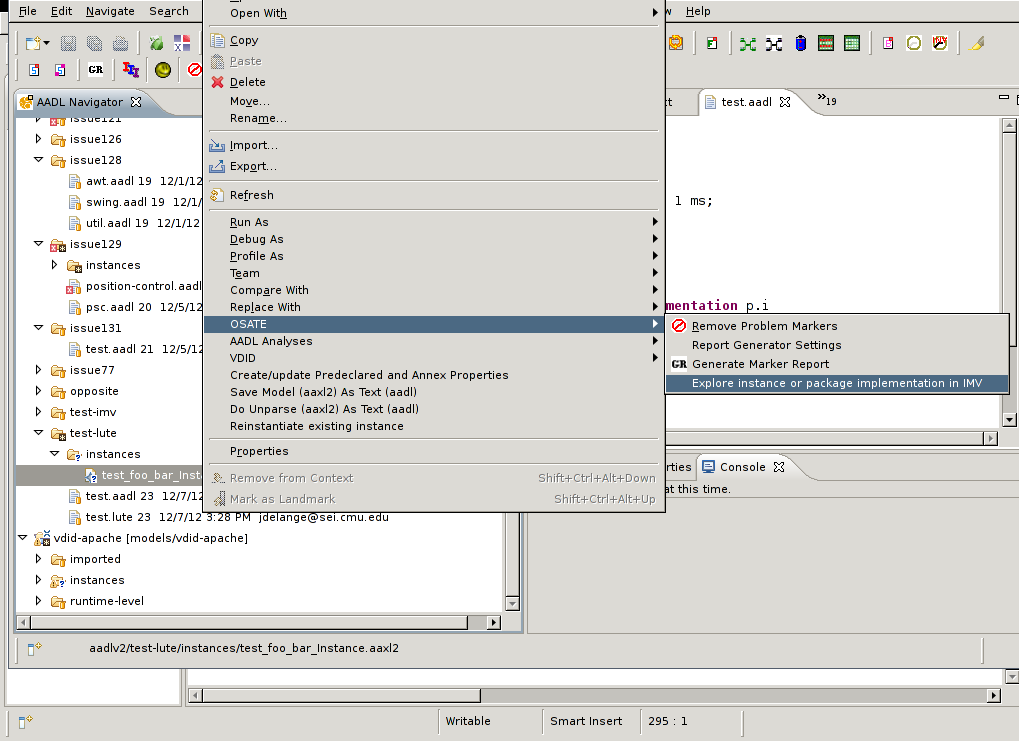 File Edit Navigate Search
Help
GR
AADL Navigator
issue121
issue126
issue128
awt.aadl 19 12/1/12
swing.aadl 19 12/1/
util.aadl 19 12/1/12
issue129
instances
position-control.aadl
psc.aadl 20 12/5/12
issue131
test.aadl 21 12/5/12
issue77
opposite
test-imv
test-lute
instances
test_foo_bar_Inst
test.aadl 23 12/7/12
test.lute 23 12/7/12 3:28 PM jdelange@sei.cmu.edu
vdid-apache [models/vdid-apache]
imported
instances
runtime-level
Open With
Copy
Paste
Delete
Move...
Rename...
Import...
Export...
Refresh
Run As
Debug As
Profile As
Team
Compare With
Replace With
OSATE
AADL Analyses
VDID
Create/update Predeclared and Annex Properties
Save Model (aaxl2) As Text (aadl)
Do Unparse (aaxl2) As Text (aadl)
Reinstantiate existing instance
Properties
Remove from Context Shift+Ctrl+Alt+Down
Mark as Landmark Shift+Ctrl+Alt+Up
Remove Problem Markers
Report Generator Settings
GR Generate Marker Report
Explore instance or package implementation in IMV
test.aadl
»19
1 ms;
mentation p.i
rties
Console
at this time.
aadlv2/test-lute/instances/test_foo_bar_Instance.aaxl2
Writable
Smart Insert
295 : 1